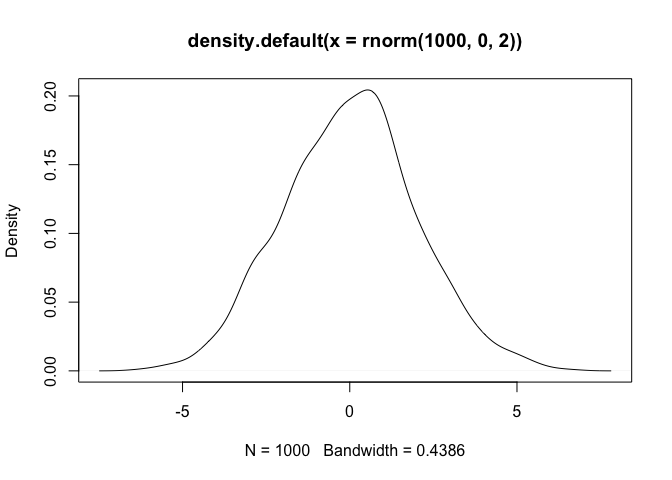 density.default(x = rnorm(1000, 0, 2))
Density
0.20
0.15
0.10
0.05
0.00
-5 0 5
N = 1000 Bandwidth = 0.4386